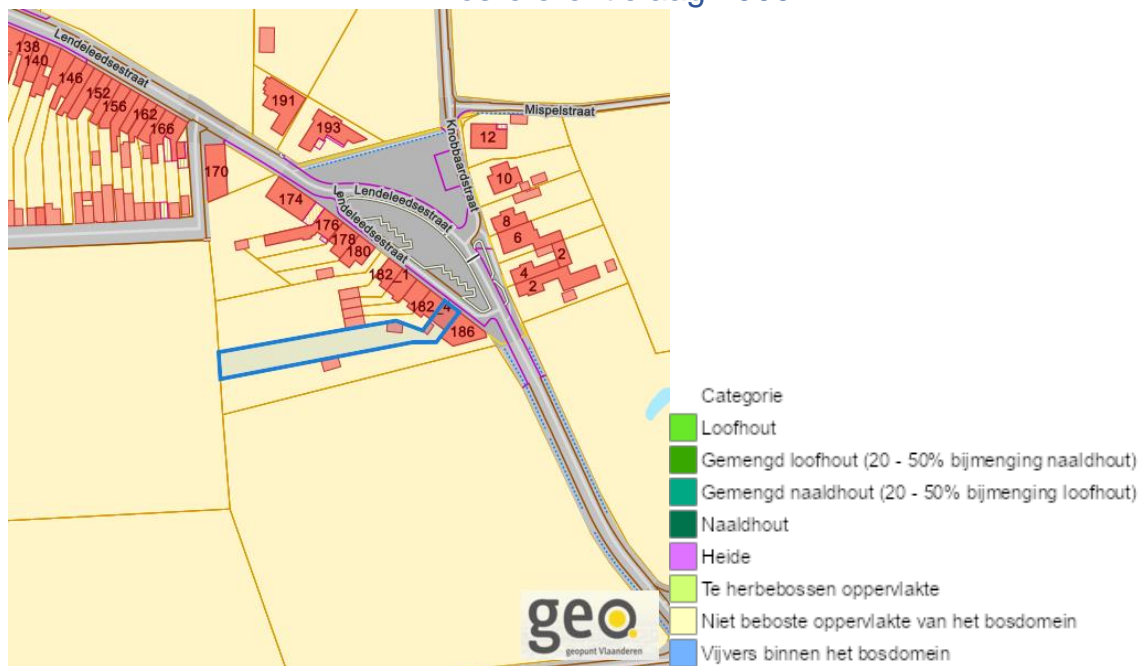 Lendeleedsestraat
138
140
146
152
156
162
166
170
191
193
Mispelstraat
Knobbaardstraat
12
10
8
6
2
4
2
174
Lendeleedsestraat
Lendeleedsestraat
176
178
180
182_1
182_4
186
Categorie
Loofhout
Gemengd loofhout (20 - 50% bijmenging naaldhout)
Gemengd naaldhout (20 - 50% bijmenging loofhout)
Naaldhout
Heide
Te herbebossen oppervlakte
Niet beboste oppervlakte van het bosdomein
Vijvers binnen het bosdomein
geo.
geopunt Vlaanderen